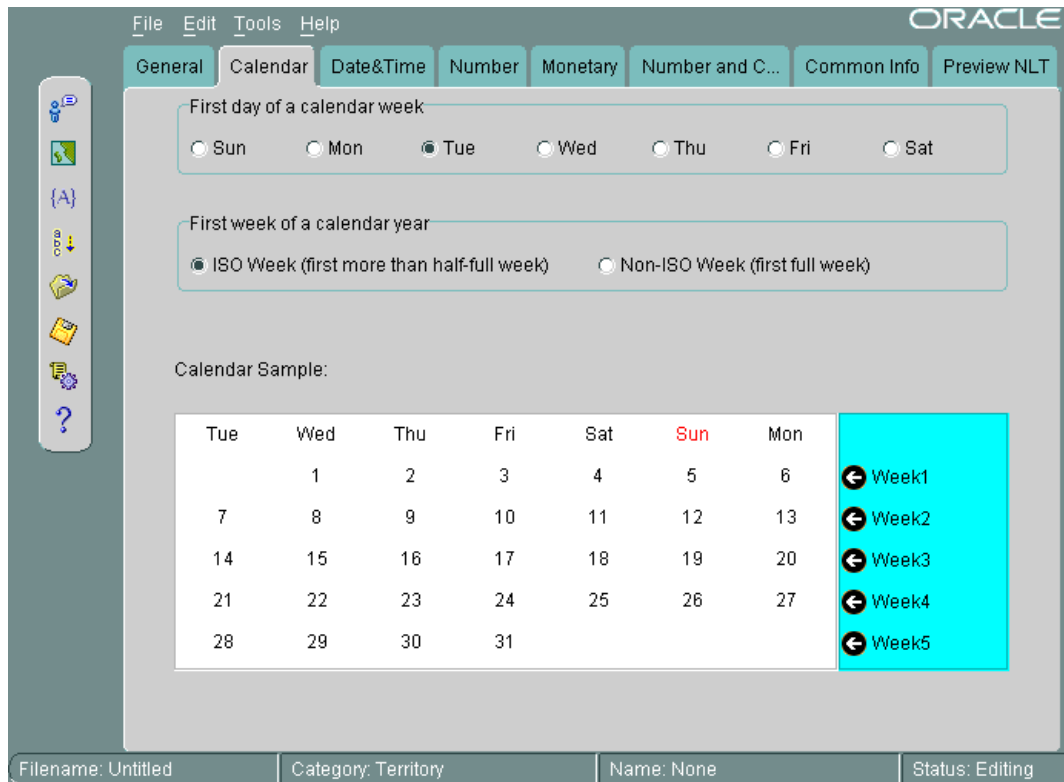 File Edit Tools Help
ORACLE
General Calendar Date&Time Number Monetary Number and C... Common Info Preview NLT
First day of a calendar week
Sun Mon Tue Wed Thu Fri Sat
First week of a calendar year
ISO Week (first more than half-full week) Non-ISO Week (first full week)
{A}
a
b
c
?
Calendar Sample:
Tue Wed Thu Fri Sat Sun Mon
1 2 3 4 5 6 Week1
7 8 9 10 11 12 13 Week2
14 15 16 17 18 19 20 Week3
21 22 23 24 25 26 27 Week4
28 29 30 31 Week5
Filename: Untitled Category: Territory Name: None Status: Editing